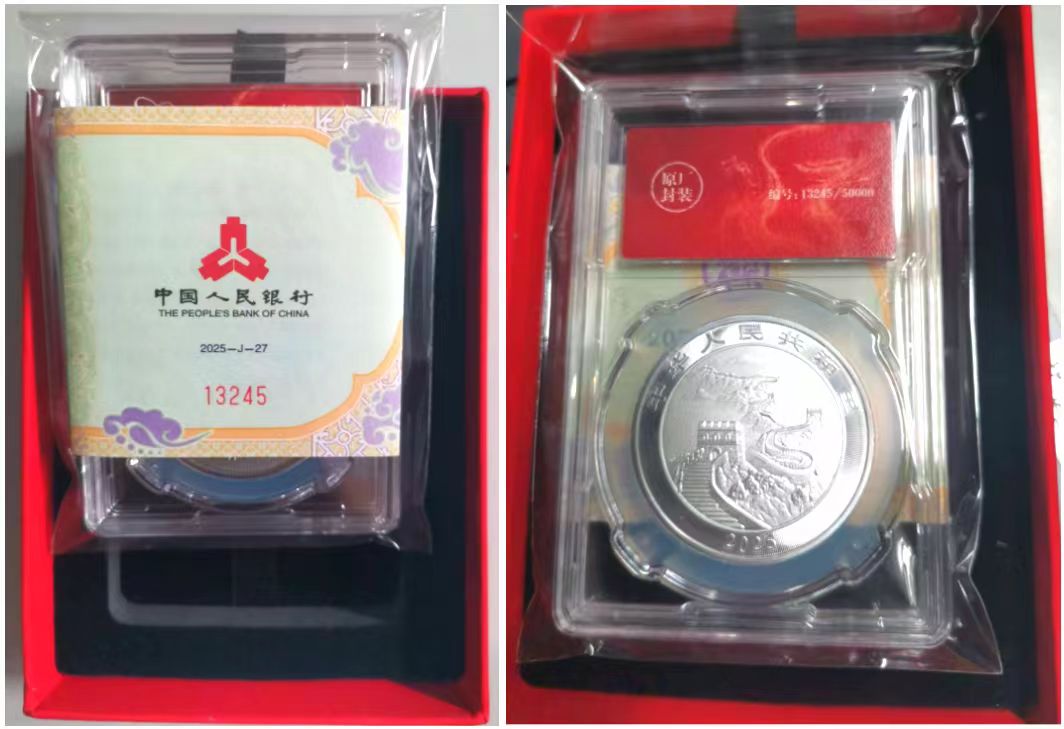 中国人民银行
THE PEOPLE'S BANK OF CHINA
2025-J-27
13245
原厂
封装
编号:13245/50000
中华人民共和国
2025